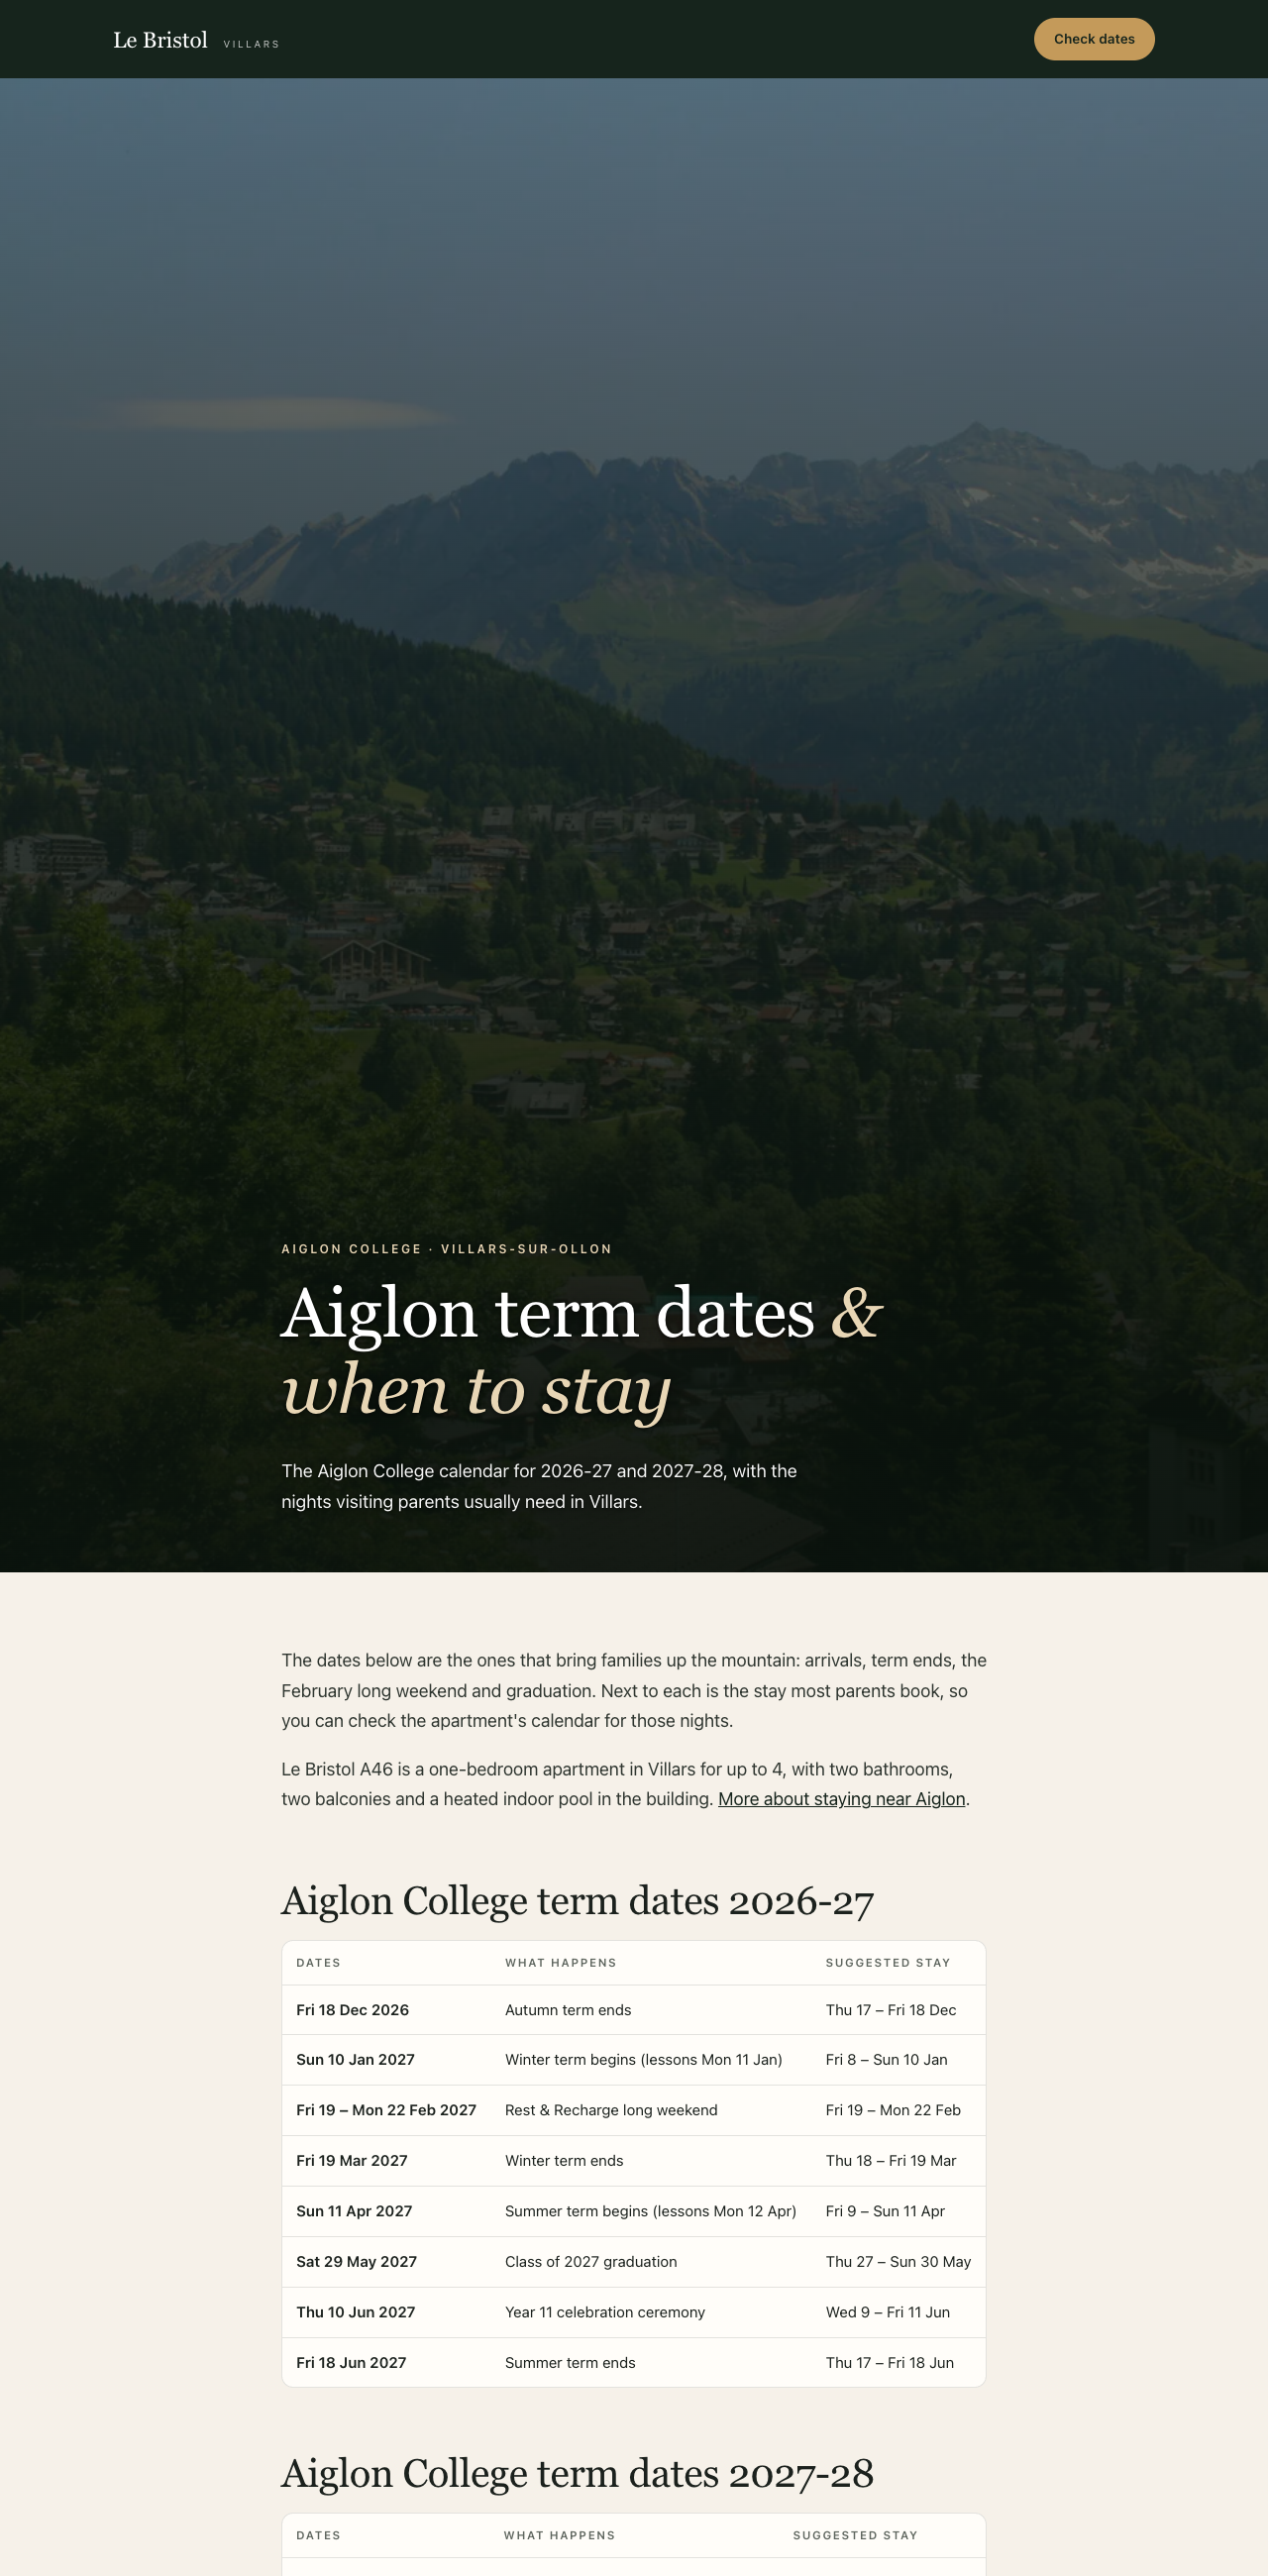 Le Bristol VILLARS
Check dates
AIGLON COLLEGE · VILLARS-SUR-OLLON
Aiglon term dates &
when to stay
The Aiglon College calendar for 2026-27 and 2027-28, with the
nights visiting parents usually need in Villars.
The dates below are the ones that bring families up the mountain: arrivals, term ends, the
February long weekend and graduation. Next to each is the stay most parents book, so
you can check the apartment's calendar for those nights.
Le Bristol A46 is a one-bedroom apartment in Villars for up to 4, with two bathrooms,
two balconies and a heated indoor pool in the building. More about staying near Aiglon.
Aiglon College term dates 2026-27
DATES WHAT HAPPENS SUGGESTED STAY
Fri 18 Dec 2026 Autumn term ends Thu 17 – Fri 18 Dec
Sun 10 Jan 2027 Winter term begins (lessons Mon 11 Jan) Fri 8 – Sun 10 Jan
Fri 19 – Mon 22 Feb 2027 Rest & Recharge long weekend Fri 19 – Mon 22 Feb
Fri 19 Mar 2027 Winter term ends Thu 18 – Fri 19 Mar
Sun 11 Apr 2027 Summer term begins (lessons Mon 12 Apr) Fri 9 – Sun 11 Apr
Sat 29 May 2027 Class of 2027 graduation Thu 27 – Sun 30 May
Thu 10 Jun 2027 Year 11 celebration ceremony Wed 9 – Fri 11 Jun
Fri 18 Jun 2027 Summer term ends Thu 17 – Fri 18 Jun
Aiglon College term dates 2027-28
DATES WHAT HAPPENS SUGGESTED STAY